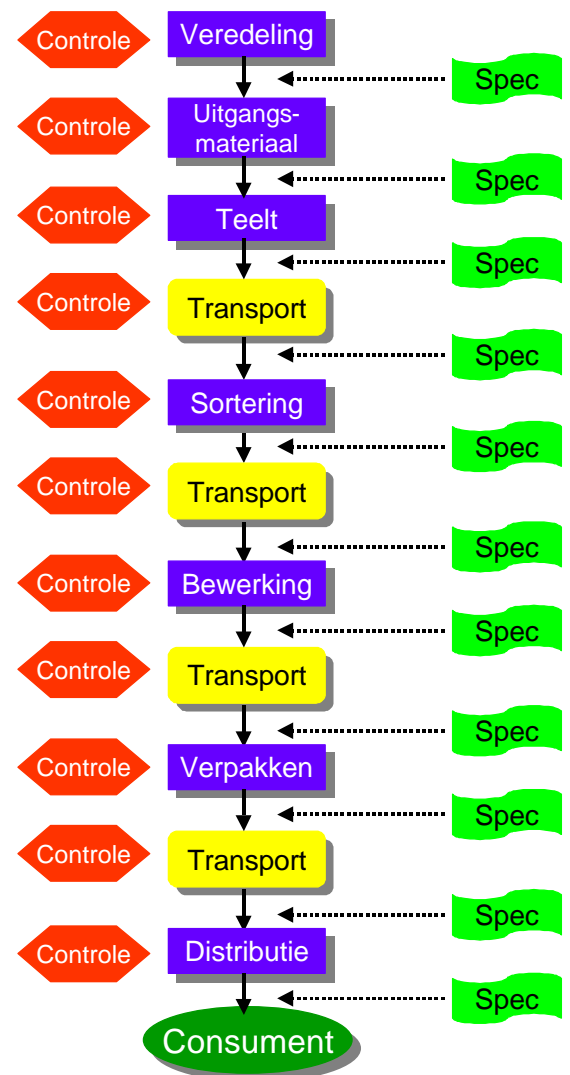 Controle
Veredeling
Spec
Controle
Uitgangs-
materiaal
Spec
Controle
Teelt
Spec
Controle
Transport
Spec
Controle
Sortering
Spec
Controle
Transport
Spec
Controle
Bewerking
Spec
Controle
Transport
Spec
Controle
Verpakken
Spec
Controle
Transport
Spec
Controle
Distributie
Spec
Consument